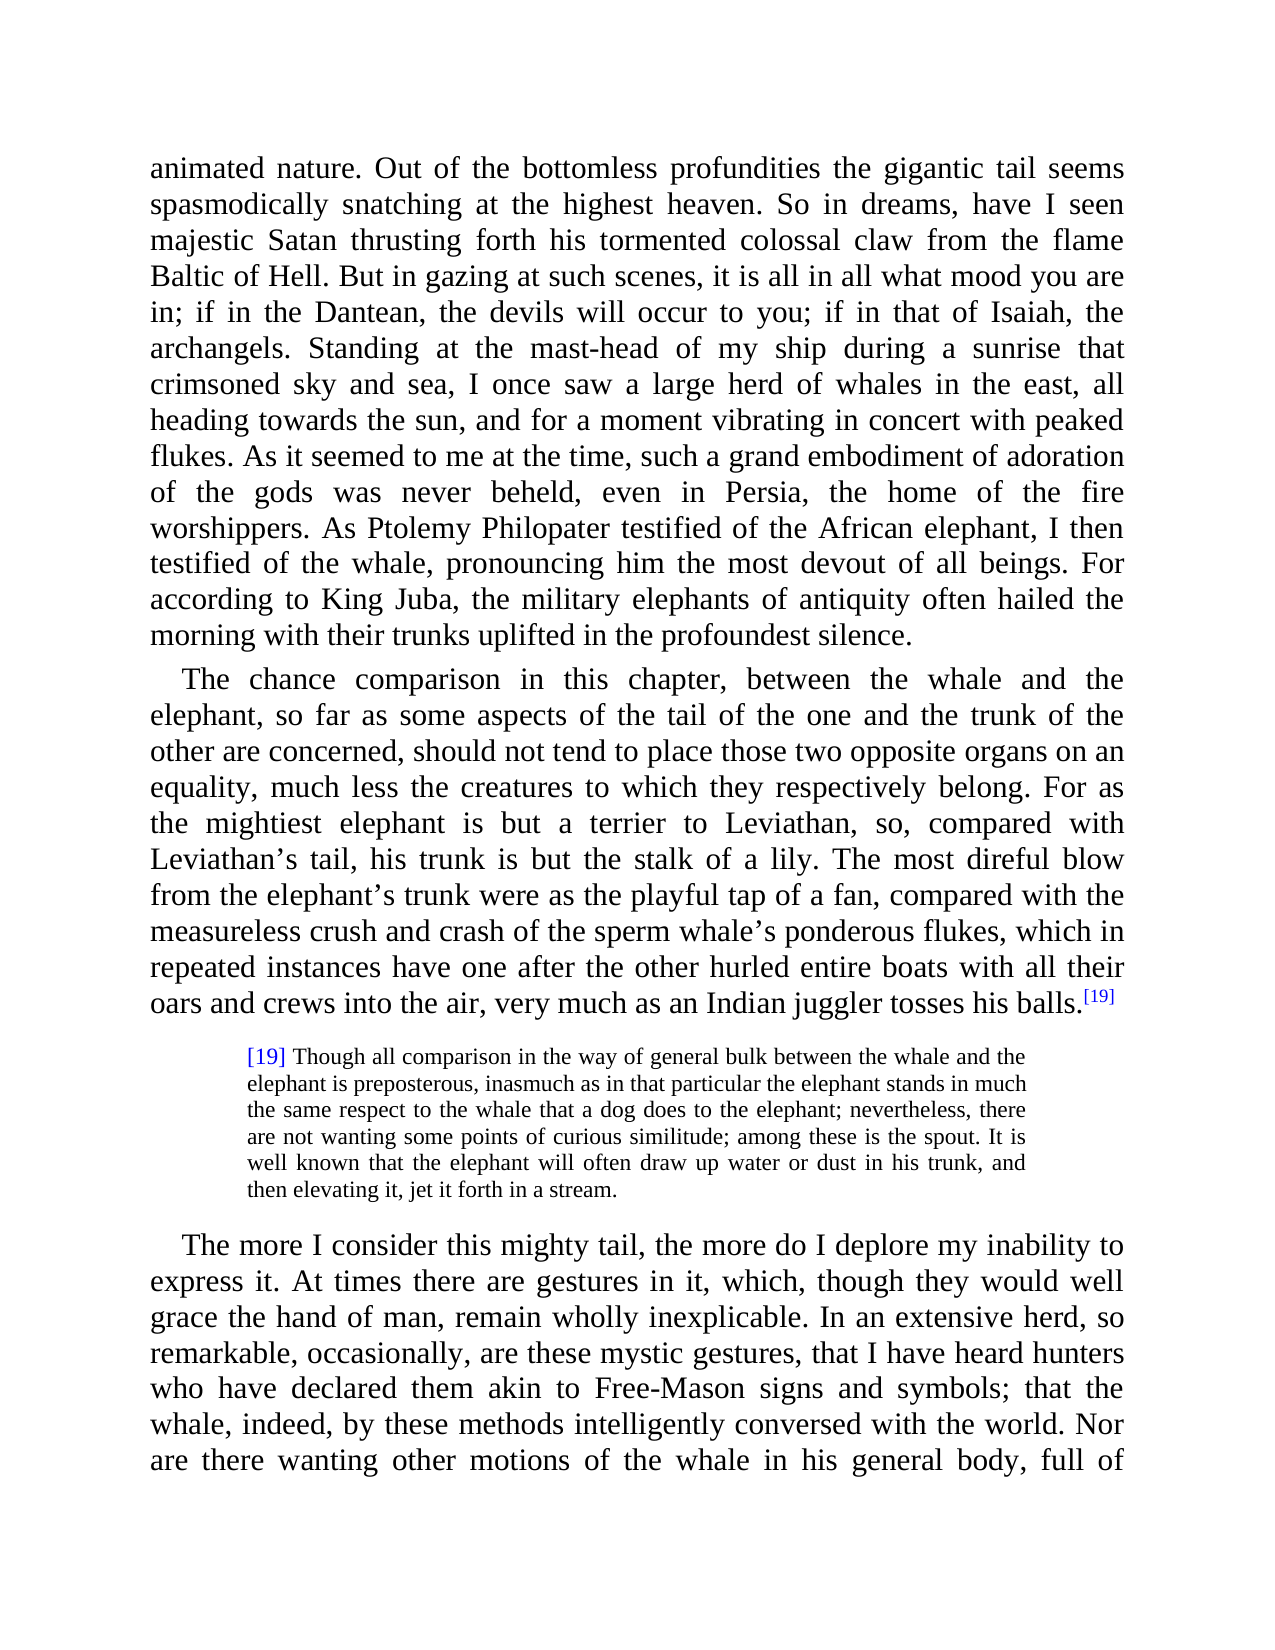 animated nature. Out of the bottomless profundities the gigantic tail seems
spasmodically snatching at the highest heaven. So in dreams, have I seen
majestic Satan thrusting forth his tormented colossal claw from the flame
Baltic of Hell. But in gazing at such scenes, it is all in all what mood you are
in; if in the Dantean, the devils will occur to you; if in that of Isaiah, the
archangels. Standing at the mast-head of my ship during a sunrise that
crimsoned sky and sea, I once saw a large herd of whales in the east, all
heading towards the sun, and for a moment vibrating in concert with peaked
flukes. As it seemed to me at the time, such a grand embodiment of adoration
of the gods was never beheld, even in Persia, the home of the fire
worshippers. As Ptolemy Philopater testified of the African elephant, I then
testified of the whale, pronouncing him the most devout of all beings. For
according to King Juba, the military elephants of antiquity often hailed the
morning with their trunks uplifted in the profoundest silence.
The chance comparison in this chapter, between the whale and the
elephant, so far as some aspects of the tail of the one and the trunk of the
other are concerned, should not tend to place those two opposite organs on an
equality, much less the creatures to which they respectively belong. For as
the mightiest elephant is but a terrier to Leviathan, so, compared with
Leviathan’s tail, his trunk is but the stalk of a lily. The most direful blow
from the elephant’s trunk were as the playful tap of a fan, compared with the
measureless crush and crash of the sperm whale’s ponderous flukes, which in
repeated instances have one after the other hurled entire boats with all their
oars and crews into the air, very much as an Indian juggler tosses his balls.[19]
[19] Though all comparison in the way of general bulk between the whale and the
elephant is preposterous, inasmuch as in that particular the elephant stands in much
the same respect to the whale that a dog does to the elephant; nevertheless, there
are not wanting some points of curious similitude; among these is the spout. It is
well known that the elephant will often draw up water or dust in his trunk, and
then elevating it, jet it forth in a stream.
The more I consider this mighty tail, the more do I deplore my inability to
express it. At times there are gestures in it, which, though they would well
grace the hand of man, remain wholly inexplicable. In an extensive herd, so
remarkable, occasionally, are these mystic gestures, that I have heard hunters
who have declared them akin to Free-Mason signs and symbols; that the
whale, indeed, by these methods intelligently conversed with the world. Nor
are there wanting other motions of the whale in his general body, full of